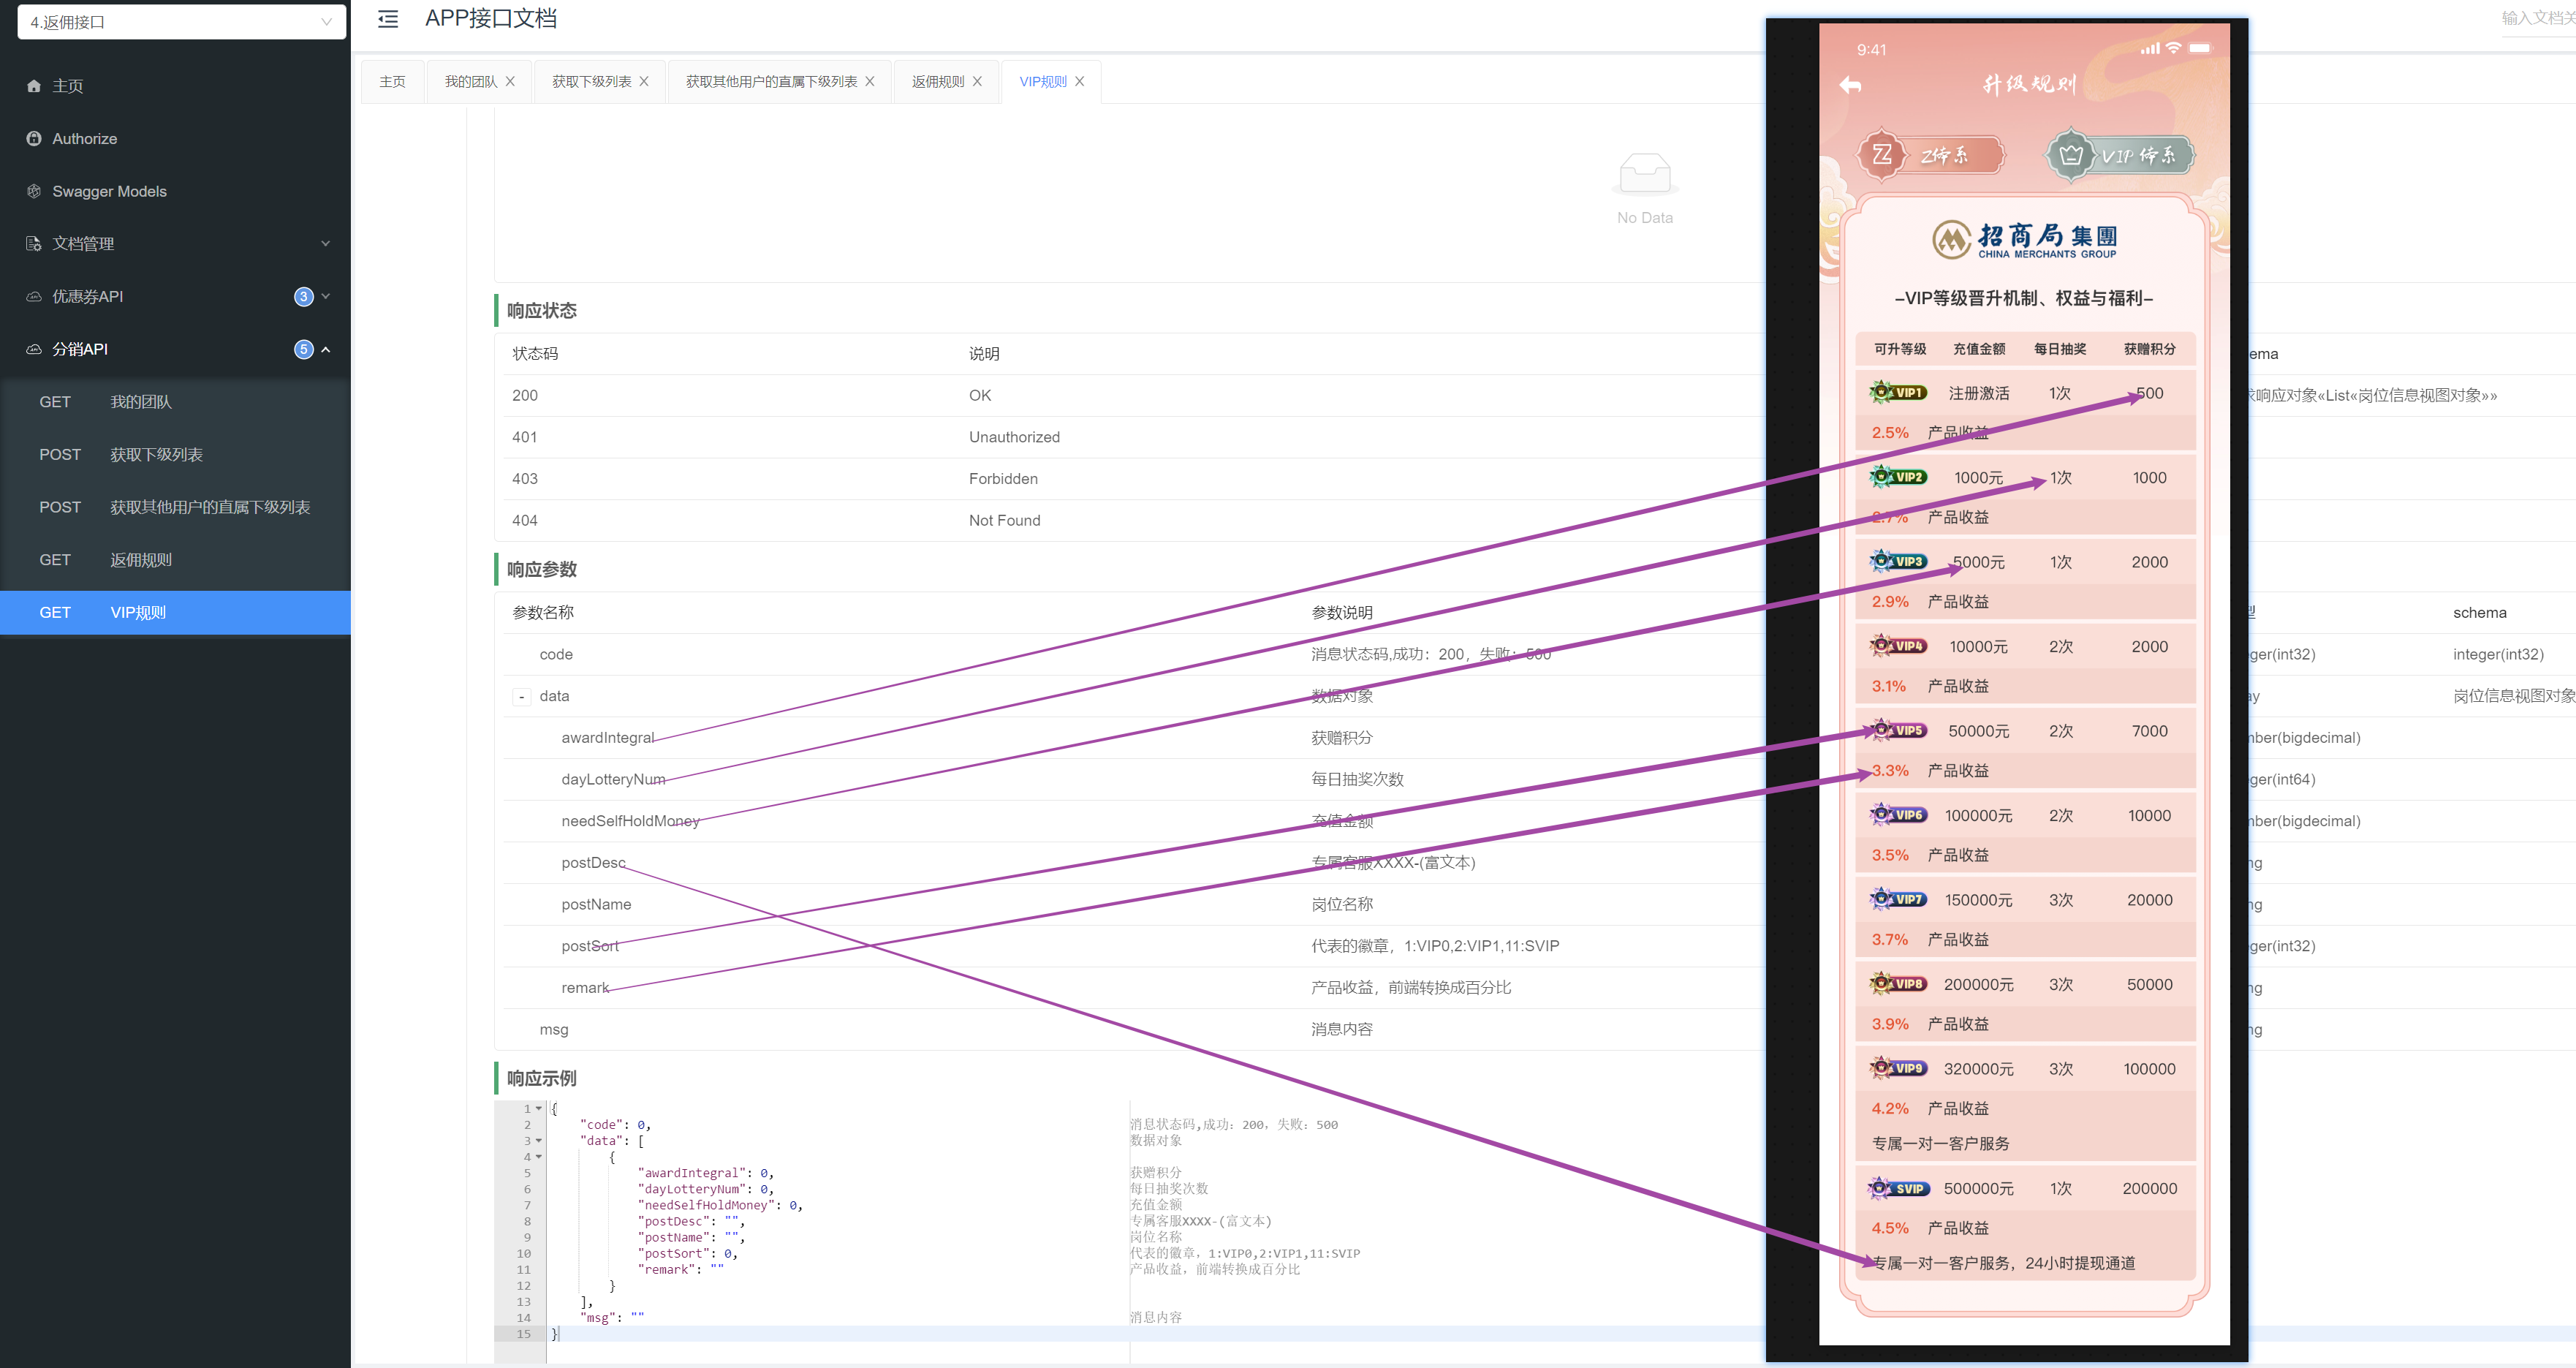 4.返佣接口
APP接口文档
输入文档关
主页
Authorize
Swagger Models
文档管理
优惠券API
3
分销API
5
GET 我的团队
POST 获取下级列表
POST 获取其他用户的直属下级列表
GET 返佣规则
GET VIP规则
主页 我的团队 获取下级列表 获取其他用户的直属下级列表 返佣规则 VIP规则
No Data
响应状态
状态码 说明 ema
200 OK 响应对象«List«岗位信息视图对象»»
401 Unauthorized
403 Forbidden
404 Not Found
响应参数
参数名称 参数说明 型 schema
code 消息状态码,成功：200，失败：500 ger(int32) integer(int32)
- data 数据对象 ay 岗位信息视图对象
awardIntegral 获赠积分 nber(bigdecimal)
dayLotteryNum 每日抽奖次数 ger(int64)
needSelfHoldMoney 充值金额 nber(bigdecimal)
postDesc 专属客服XXXX-(富文本) ng
postName 岗位名称 ng
postSort 代表的徽章，1:VIP0,2:VIP1,11:SVIP ger(int32)
remark 产品收益，前端转换成百分比 ng
msg 消息内容 ng
响应示例
1 {
2 "code": 0, 消息状态码,成功：200，失败：500
3 "data": [ 数据对象
4 {
5 "awardIntegral": 0, 获赠积分
6 "dayLotteryNum": 0, 每日抽奖次数
7 "needSelfHoldMoney": 0, 充值金额
8 "postDesc": "", 专属客服XXXX-(富文本)
9 "postName": "", 岗位名称
10 "postSort": 0, 代表的徽章，1:VIP0,2:VIP1,11:SVIP
11 "remark": "" 产品收益，前端转换成百分比
12 }
13 ],
14 "msg": "" 消息内容
15 }
9:41
升级规则
Z Z体系 VIP体系
招商局集團
CHINA MERCHANTS GROUP
–VIP等级晋升机制、权益与福利–
可升等级 充值金额 每日抽奖 获赠积分
VIP1 注册激活 1次 500
2.5% 产品收益
VIP2 1000元 1次 1000
2.7% 产品收益
VIP3 5000元 1次 2000
2.9% 产品收益
VIP4 10000元 2次 2000
3.1% 产品收益
VIP5 50000元 2次 7000
3.3% 产品收益
VIP6 100000元 2次 10000
3.5% 产品收益
VIP7 150000元 3次 20000
3.7% 产品收益
VIP8 200000元 3次 50000
3.9% 产品收益
VIP9 320000元 3次 100000
4.2% 产品收益
专属一对一客户服务
SVIP 500000元 1次 200000
4.5% 产品收益
专属一对一客户服务，24小时提现通道